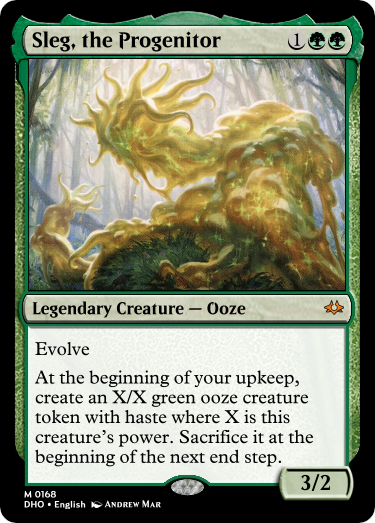 Sleg, the Progenitor 1
Legendary Creature — Ooze
Evolve
At the beginning of your upkeep,
create an X/X green ooze creature
token with haste where X is this
creature's power. Sacrifice it at the
beginning of the next end step.
3/2
M 0168
DHO • English Andrew Mar